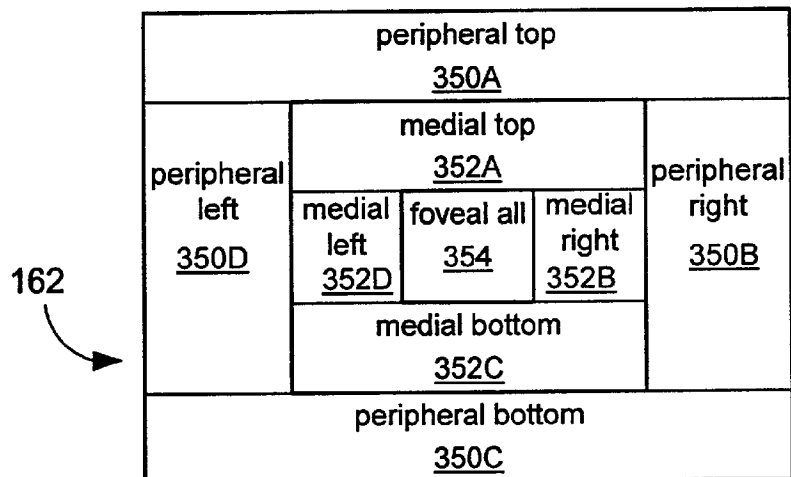 peripheral top
350A
medial top
352A
peripheral
left
350D
medial
left
352D
foveal all
354
medial
right
352B
peripheral
right
350B
162
medial bottom
352C
peripheral bottom
350C